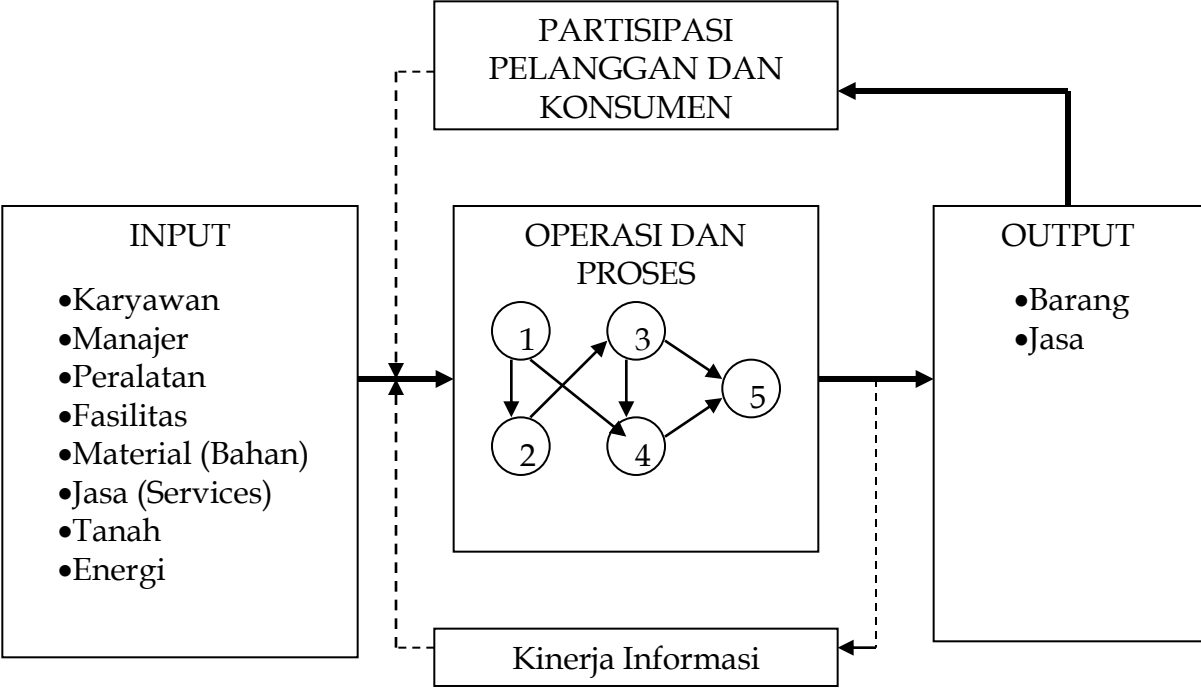 PARTISIPASI
PELANGGAN DAN
KONSUMEN
INPUT
•Karyawan
•Manajer
•Peralatan
•Fasilitas
•Material (Bahan)
•Jasa (Services)
•Tanah
•Energi
OPERASI DAN
PROSES
1
3
5
2
4
OUTPUT
•Barang
•Jasa
Kinerja Informasi